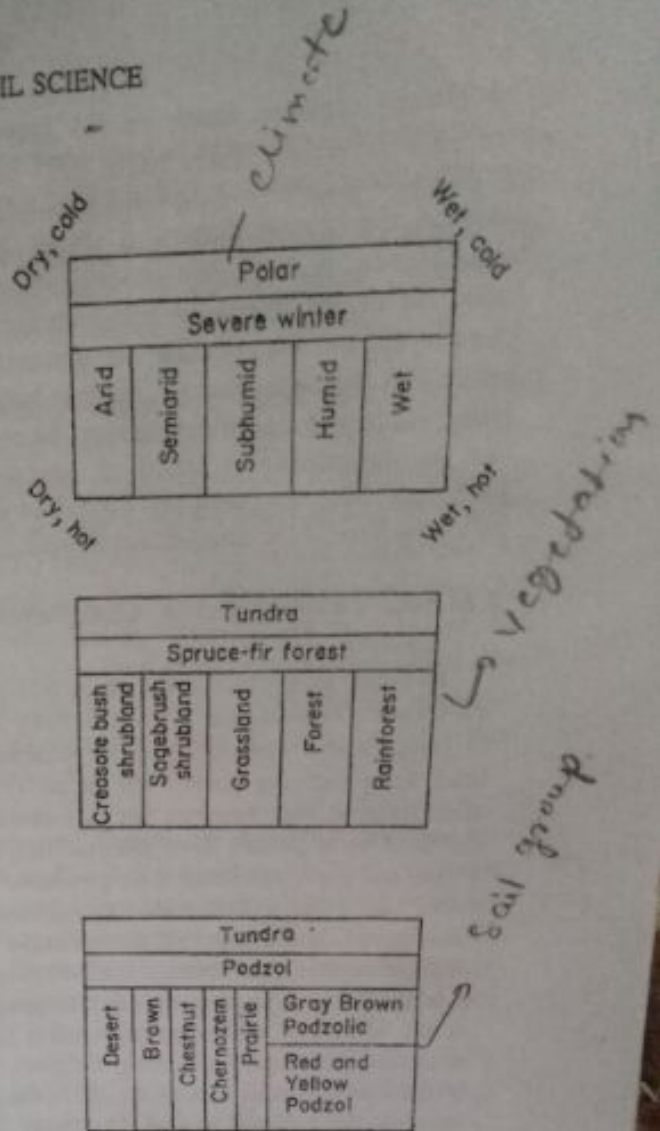 IL SCIENCE
climate
Dry, cold
Wet, cold
Polar
Severe winter
Arid
Semiarid
Subhumid
Humid
Wet
Dry, hot
Wet, hot
vegetation
Tundra
Spruce-fir forest
Creosote bush
shrubland
Sagebrush
shrubland
Grassland
Forest
Rainforest
Soil group
Tundra
Podzol
Desert
Brown
Chestnut
Chernozem
Prairie
Gray Brown
Podzolic
Red and
Yellow
Podzol